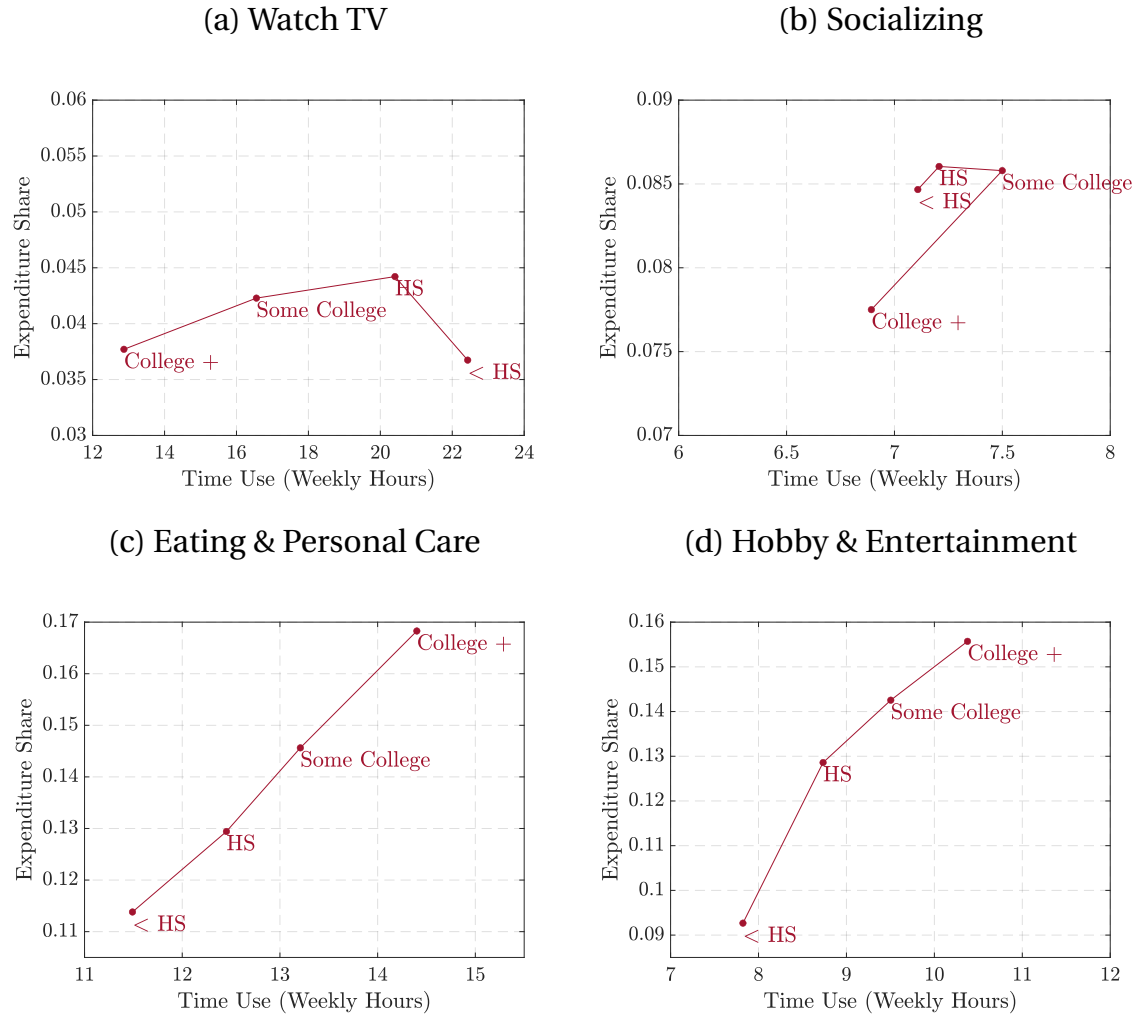 (a) Watch TV
0.06
0.055
0.05
0.045
0.04
0.035
0.03
Expenditure Share
HS
Some College
College +
< HS
12 14 16 18 20 22 24
Time Use (Weekly Hours)
(b) Socializing
0.09
0.085
0.08
0.075
0.07
Expenditure Share
HS
Some College
< HS
College +
6 6.5 7 7.5 8
Time Use (Weekly Hours)
(c) Eating & Personal Care
0.17
0.16
0.15
0.14
0.13
0.12
0.11
Expenditure Share
College +
Some College
HS
< HS
11 12 13 14 15
Time Use (Weekly Hours)
(d) Hobby & Entertainment
0.16
0.15
0.14
0.13
0.12
0.11
0.1
0.09
Expenditure Share
College +
Some College
HS
< HS
7 8 9 10 11 12
Time Use (Weekly Hours)